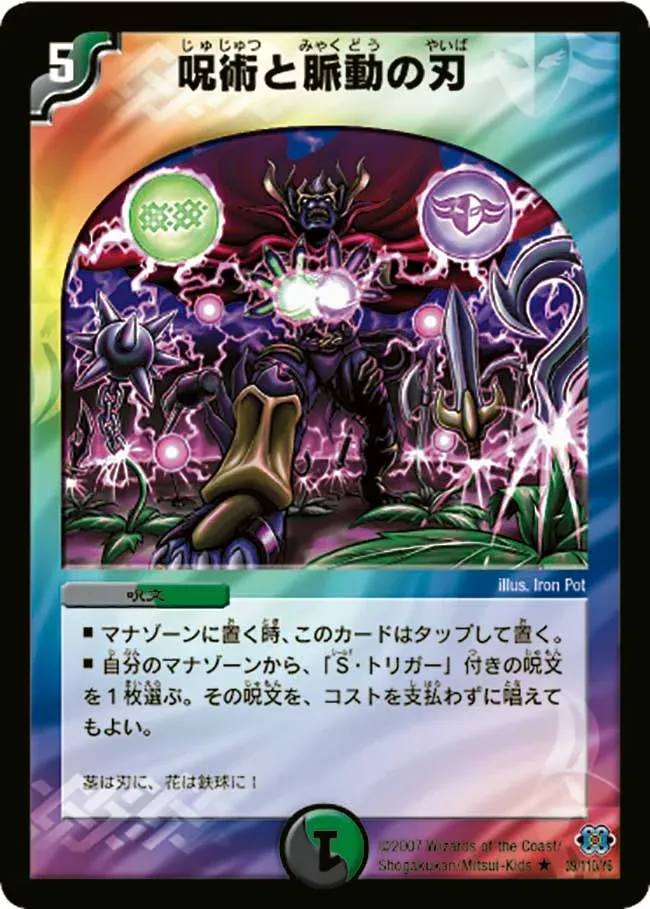 5
じゅじゅつ みゃくどう やいば
呪術と脈動の刃
illus. Iron Pot
呪文
■ マナゾーンに置く時、このカードはタップして置く。
■ 自分のマナゾーンから、「S・トリガー」付きの呪文
を1枚選ぶ。その呪文を、コストを支払わずに唱えて
もよい。
茎は刃に、花は鉄球に!
1
©2007 Wizards of the Coast/
Shogakukan/Mitsui-Kids ★ 39/110/Y6